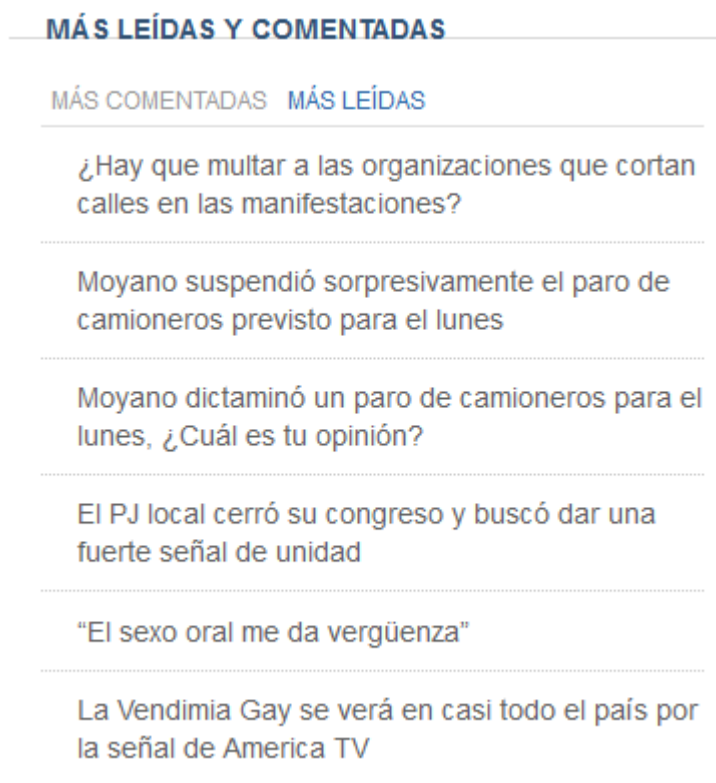 MÁS LEÍDAS Y COMENTADAS
MÁS COMENTADAS MÁS LEÍDAS
¿Hay que multar a las organizaciones que cortan
calles en las manifestaciones?
Moyano suspendió sorpresivamente el paro de
camioneros previsto para el lunes
Moyano dictaminó un paro de camioneros para el
lunes, ¿Cuál es tu opinión?
El PJ local cerró su congreso y buscó dar una
fuerte señal de unidad
“El sexo oral me da vergüenza”
La Vendimia Gay se verá en casi todo el país por
la señal de America TV